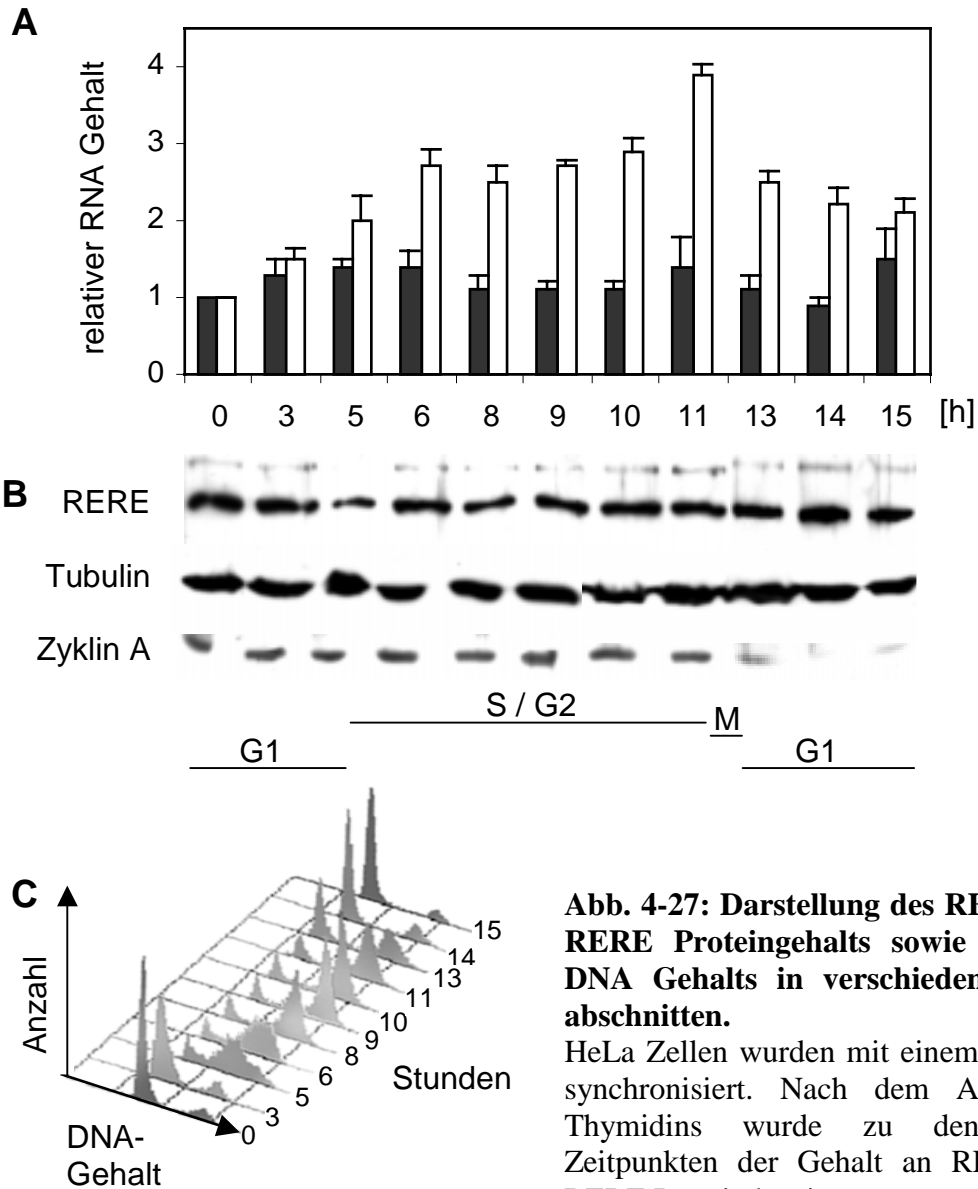 A
relativer RNA Gehalt
4
3
2
1
0
0 3 5 6 8 9 10 11 13 14 15 [h]
B
RERE
Tubulin
Zyklin A
S / G2
M
G1
G1
C
Anzahl
DNA-
Gehalt
0 3 5 6 8 9 10 11 13 14 15
Stunden
Abb. 4-27: Darstellung des RE
RERE Proteingehalts sowie
DNA Gehalts in verschieden
abschnitten.
HeLa Zellen wurden mit einem
synchronisiert. Nach dem A
Thymidins wurde zu den
Zeitpunkten der Gehalt an RE